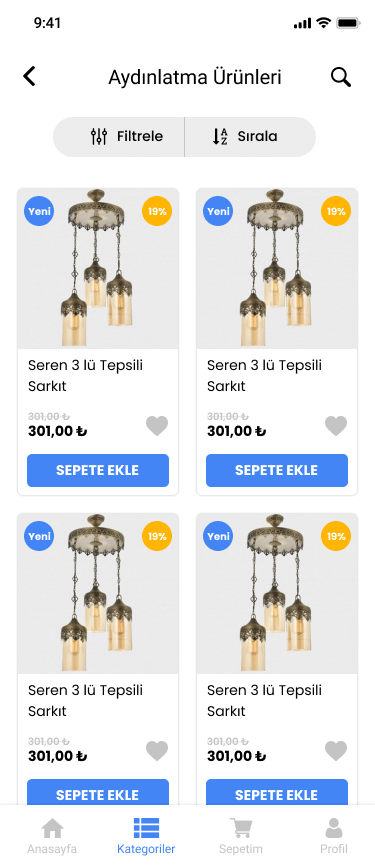 9:41
Aydınlatma Ürünleri
Filtrele
Sırala
Yeni
19%
Yeni
19%
Seren 3 lü Tepsili
Sarkıt
Seren 3 lü Tepsili
Sarkıt
301,00 ₺
301,00 ₺
301,00 ₺
301,00 ₺
SEPETE EKLE
SEPETE EKLE
Yeni
19%
Yeni
19%
Seren 3 lü Tepsili
Sarkıt
Seren 3 lü Tepsili
Sarkıt
301,00 ₺
301,00 ₺
301,00 ₺
301,00 ₺
SEPETE EKLE
SEPETE EKLE
Anasayfa
Kategoriler
Sepetim
Profil